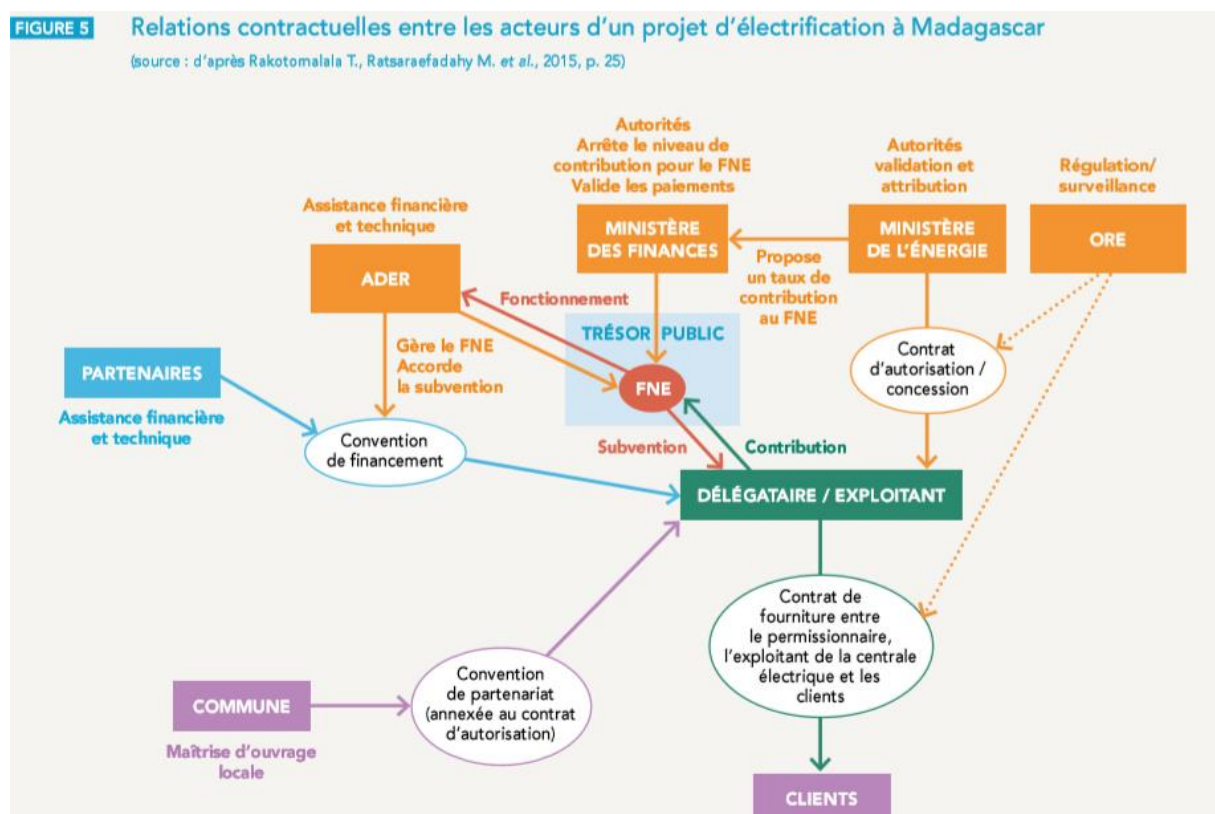 FIGURE 5
Relations contractuelles entre les acteurs d'un projet d'électrification à Madagascar
(source : d'après Rakotomalala T., Ratsaraefadahy M. et al., 2015, p. 25)
Autorités
Arrête le niveau de
contribution pour le FNE
Valide les paiements
Autorités
validation et
attribution
Régulation/
surveillance
Assistance financière
et technique
MINISTÈRE
DES FINANCES
MINISTÈRE
DE L'ÉNERGIE
ORE
ADER
Propose
un taux de
contribution
au FNE
Fonctionnement
TRÉSOR PUBLIC
Gère le FNE
Accorde
la subvention
FNE
Contrat
d'autorisation /
concession
PARTENAIRES
Assistance financière
et technique
Convention
de financement
Subvention
Contribution
DÉLÉGATAIRE / EXPLOITANT
Contrat de
fourniture entre
le permissionnaire,
l'exploitant de la centrale
électrique et les
clients
Convention
de partenariat
(annexée au contrat
d'autorisation)
COMMUNE
Maîtrise d'ouvrage
locale
CLIENTS